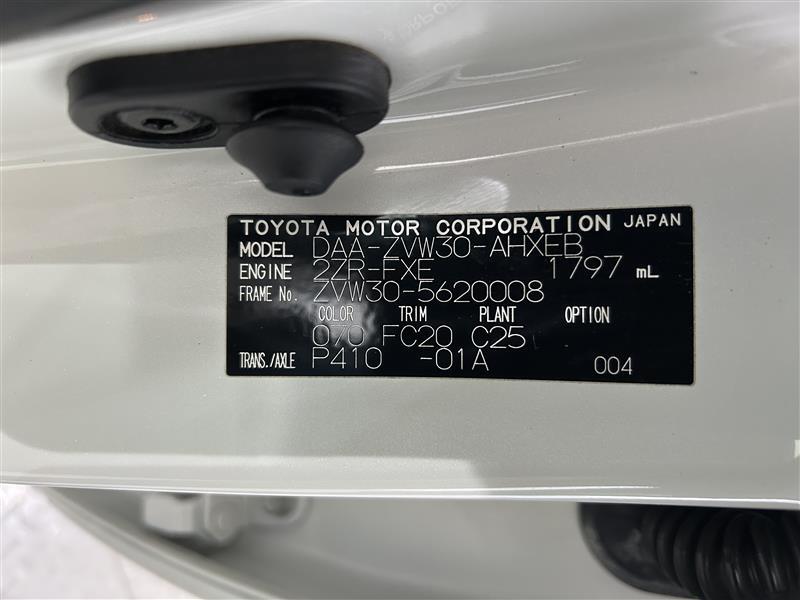 TOYOTA MOTOR CORPORATION JAPAN
MODEL DAA-ZVW30-AHXEB
ENGINE 2ZR-FXE 1797 mL
FRAME No. ZVW30-5620008
COLOR TRIM PLANT OPTION
070 FC20 C25
TRANS./AXLE P410 -01A 004